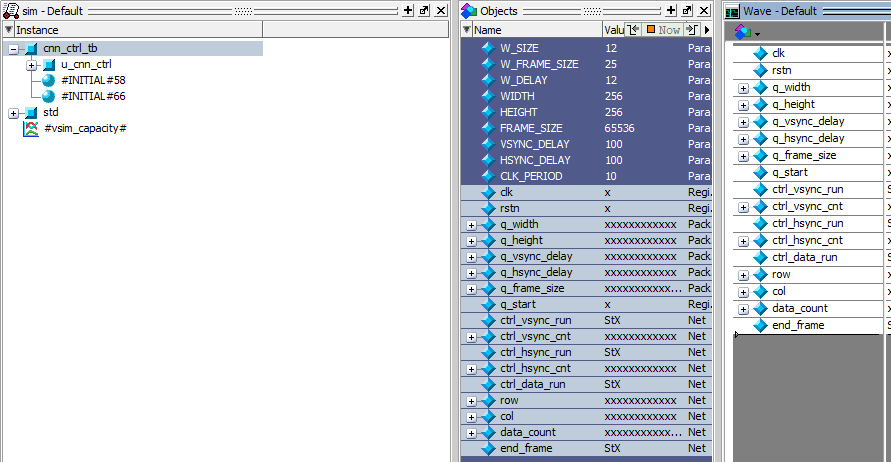 sim - Default
Instance
cnn_ctrl_tb
u_cnn_ctrl
#INITIAL#58
#INITIAL#66
std
#vsim_capacity#
Objects
Name Valu Now
W_SIZE 12 Para
W_FRAME_SIZE 25 Para
W_DELAY 12 Para
WIDTH 256 Para
HEIGHT 256 Para
FRAME_SIZE 65536 Para
VSYNC_DELAY 100 Para
HSYNC_DELAY 100 Para
CLK_PERIOD 10 Para
clk x Regi.
rstn x Regi.
q_width xxxxxxxxxxxx Pack
q_height xxxxxxxxxxxx Pack
q_vsync_delay xxxxxxxxxxxx Pack
q_hsync_delay xxxxxxxxxxxx Pack
q_frame_size xxxxxxxxxxxx... Pack
q_start x Regi.
ctrl_vsync_run StX Net
ctrl_vsync_cnt xxxxxxxxxxxx Net
ctrl_hsync_run StX Net
ctrl_hsync_cnt xxxxxxxxxxxx Net
ctrl_data_run StX Net
row xxxxxxxxxxxx Net
col xxxxxxxxxxxx Net
data_count xxxxxxxxxxxx... Net
end_frame StX Net
Wave - Default
clk
rstn
q_width
q_height
q_vsync_delay
q_hsync_delay
q_frame_size
q_start
ctrl_vsync_run
ctrl_vsync_cnt
ctrl_hsync_run
ctrl_hsync_cnt
ctrl_data_run
row
col
data_count
end_frame